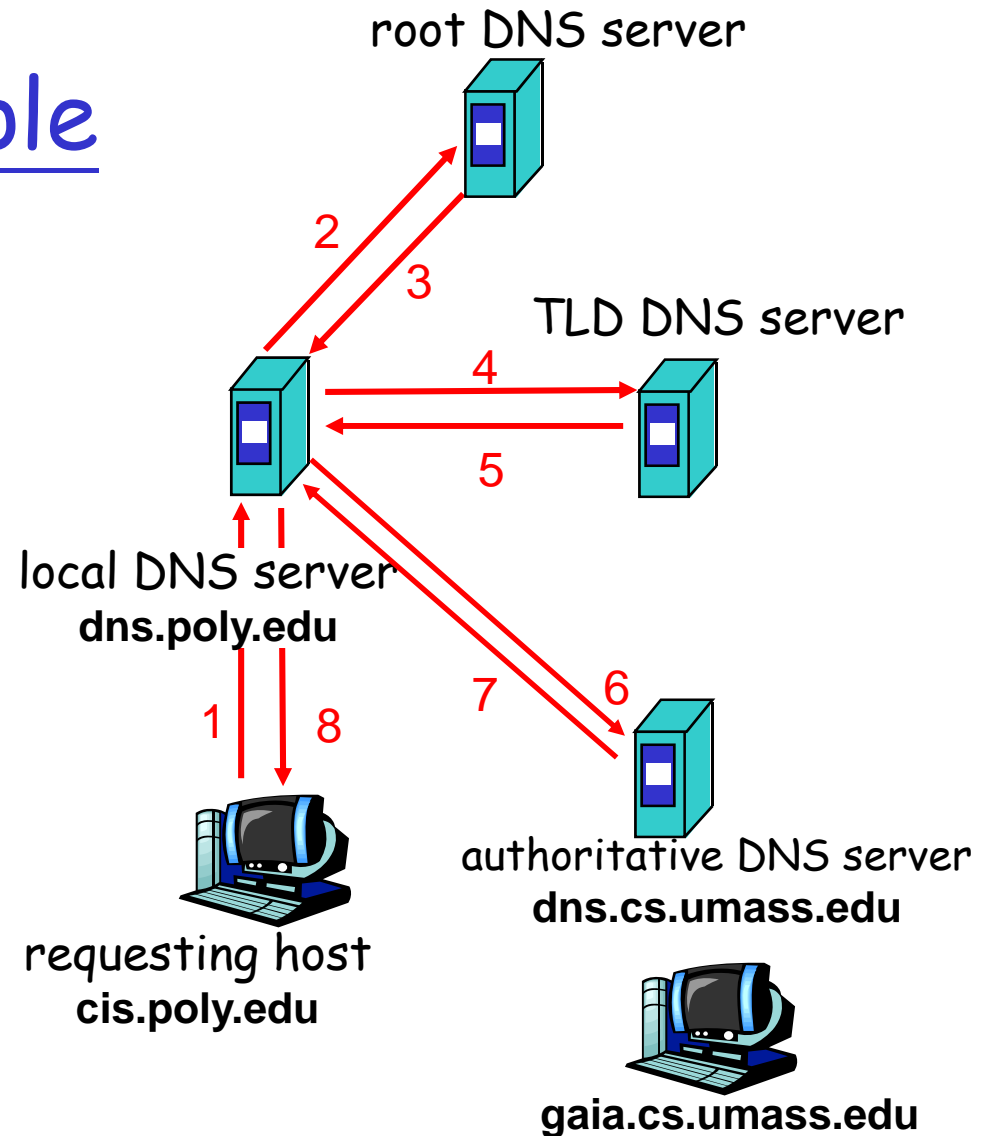 root DNS server
ple
2
3
TLD DNS server
4
5
local DNS server
dns.poly.edu
1
8
7
6
requesting host
cis.poly.edu
authoritative DNS server
dns.cs.umass.edu
gaia.cs.umass.edu